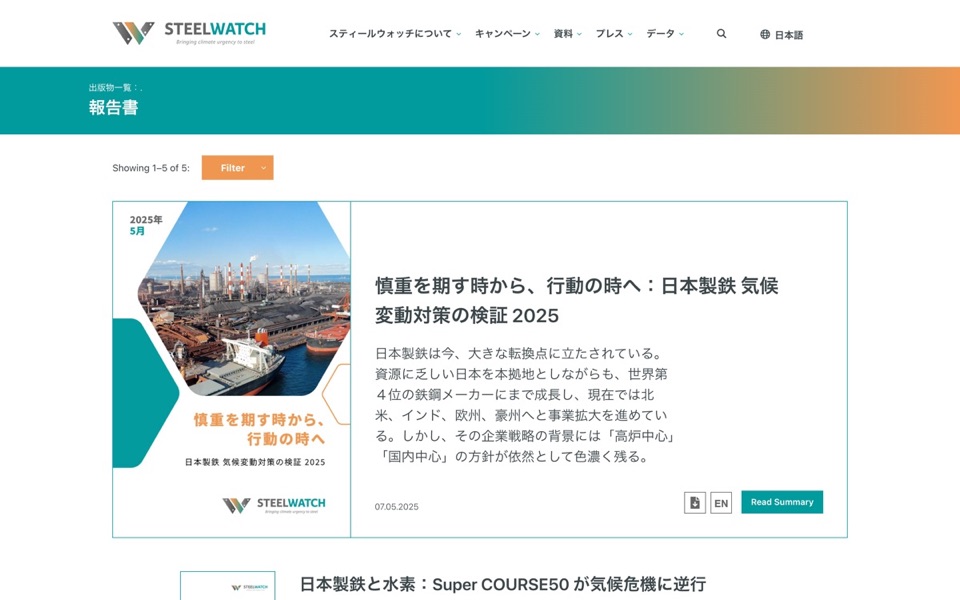 STEELWATCH
Bringing climate urgency to steel
スティールウォッチについて
キャンペーン
資料
プレス
データ
日本語
出版物一覧：.
報告書
Showing 1–5 of 5:
Filter
2025年
5月
慎重を期す時から、
行動の時へ
日本製鉄 気候変動対策の検証 2025
STEELWATCH
Bringing climate urgency to steel
慎重を期す時から、行動の時へ：日本製鉄 気候
変動対策の検証 2025
日本製鉄は今、大きな転換点に立たされている。
資源に乏しい日本を本拠地としながらも、世界第
４位の鉄鋼メーカーにまで成長し、現在では北
米、インド、欧州、豪州へと事業拡大を進めてい
る。しかし、その企業戦略の背景には「高炉中心」
「国内中心」の方針が依然として色濃く残る。
07.05.2025
EN
Read Summary
STEELWATCH
日本製鉄と水素：Super COURSE50 が気候危機に逆行